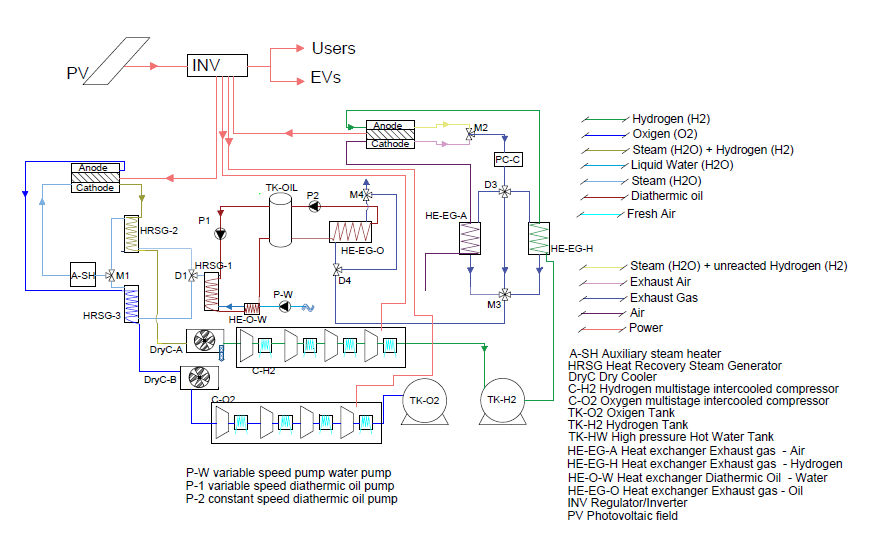 Users
PV
INV
EVs
Anode
Cathode
M2
PC-C
D3
HE-EG-A
HE-EG-H
M3
Anode
Cathode
HRSG-2
A-SH
M1
HRSG-3
TK-OIL
P2
M4
P1
HE-EG-O
HRSG-1
D1
D4
P-W
HE-O-W
DryC-A
C-H2
DryC-B
C-O2
TK-O2
TK-H2
P-W variable speed pump water pump
P-1 variable speed diathermic oil pump
P-2 constant speed diathermic oil pump
Hydrogen (H2)
Oxigen (O2)
Steam (H2O) + Hydrogen (H2)
Liquid Water (H2O)
Steam (H2O)
Diathermic oil
Fresh Air
Steam (H2O) + unreacted Hydrogen (H2)
Exhaust Air
Exhaust Gas
Air
Power
A-SH Auxiliary steam heater
HRSG Heat Recovery Steam Generator
DryC Dry Cooler
C-H2 Hydrogen multistage intercooled compressor
C-O2 Oxygen multistage intercooled compressor
TK-O2 Oxigen Tank
TK-H2 Hydrogen Tank
TK-HW High pressure Hot Water Tank
HE-EG-A Heat exchanger Exhaust gas - Air
HE-EG-H Heat exchanger Exhaust gas - Hydrogen
HE-O-W Heat exchanger Diathermic Oil - Water
HE-EG-O Heat exchanger Exhaust gas - Oil
INV Regulator/Inverter
PV Photovoltaic field